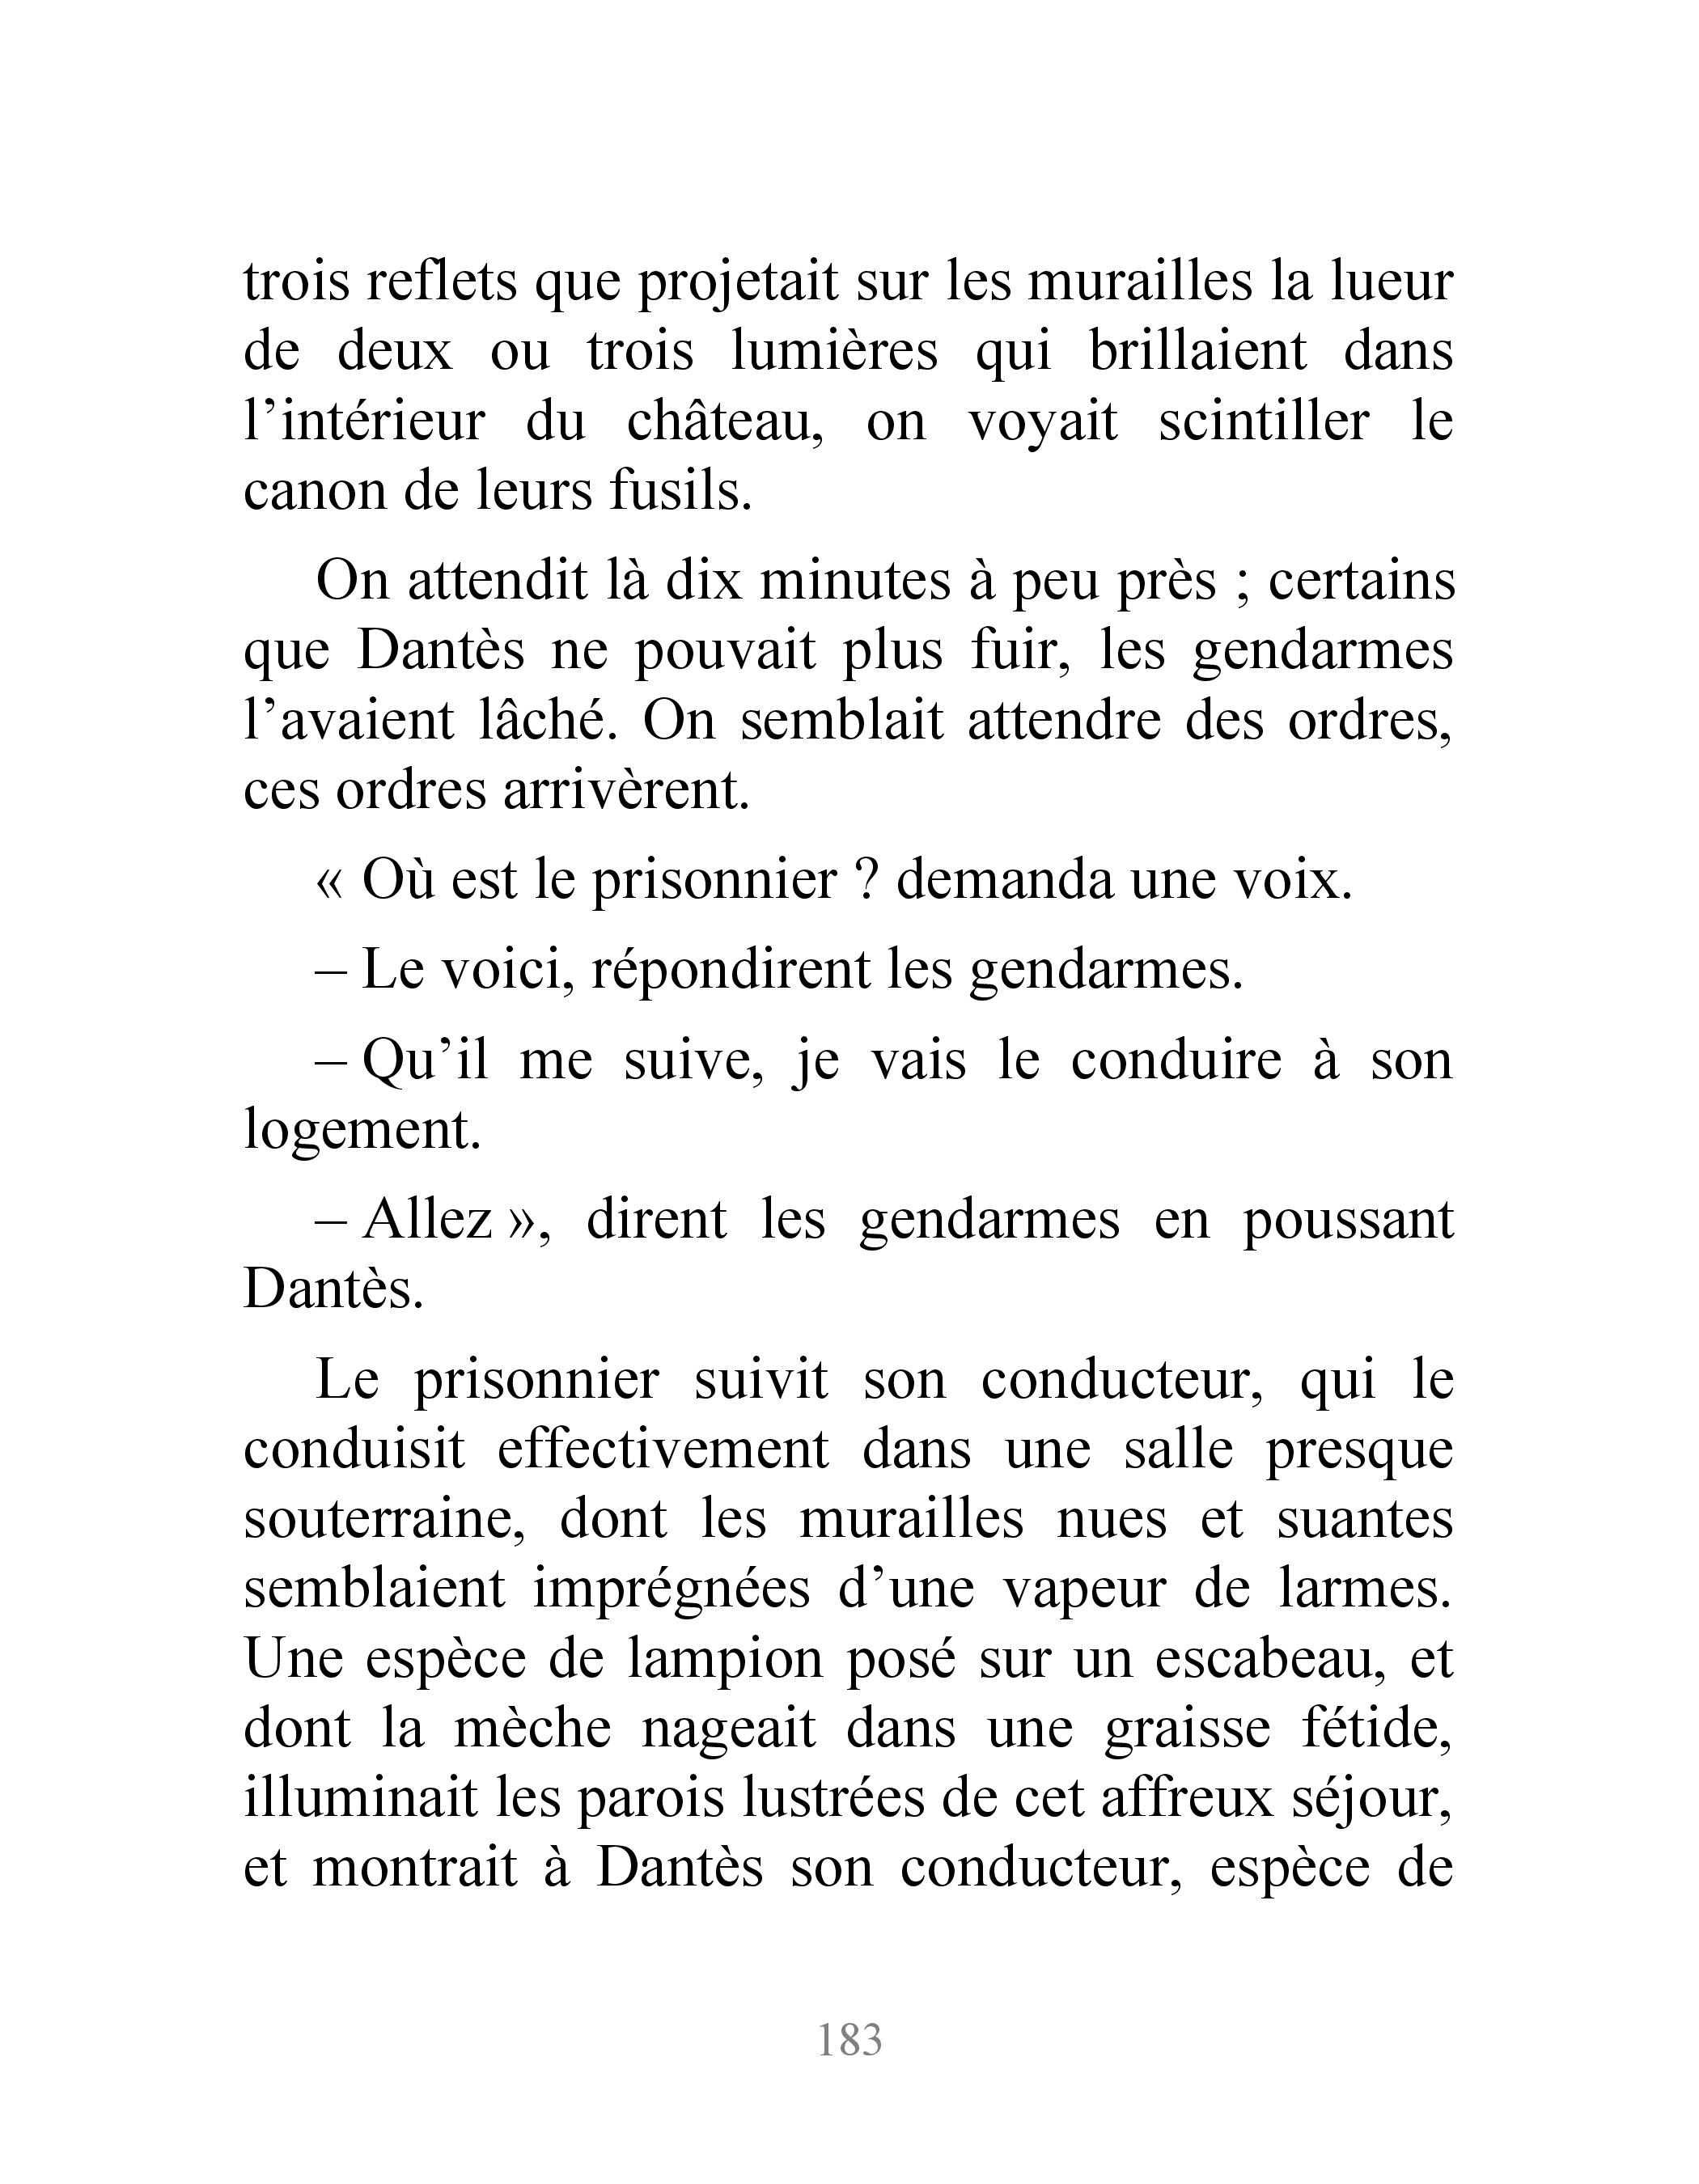 trois reflets que projetait sur les murailles la lueur
de deux ou trois lumières qui brillaient dans
l’intérieur du château, on voyait scintiller le
canon de leurs fusils.
On attendit là dix minutes à peu près ; certains
que Dantès ne pouvait plus fuir, les gendarmes
l’avaient lâché. On semblait attendre des ordres,
ces ordres arrivèrent.
« Où est le prisonnier ? demanda une voix.
– Le voici, répondirent les gendarmes.
– Qu’il me suive, je vais le conduire à son
logement.
– Allez », dirent les gendarmes en poussant
Dantès.
Le prisonnier suivit son conducteur, qui le
conduisit effectivement dans une salle presque
souterraine, dont les murailles nues et suantes
semblaient imprégnées d’une vapeur de larmes.
Une espèce de lampion posé sur un escabeau, et
dont la mèche nageait dans une graisse fétide,
illuminait les parois lustrées de cet affreux séjour,
et montrait à Dantès son conducteur, espèce de
183